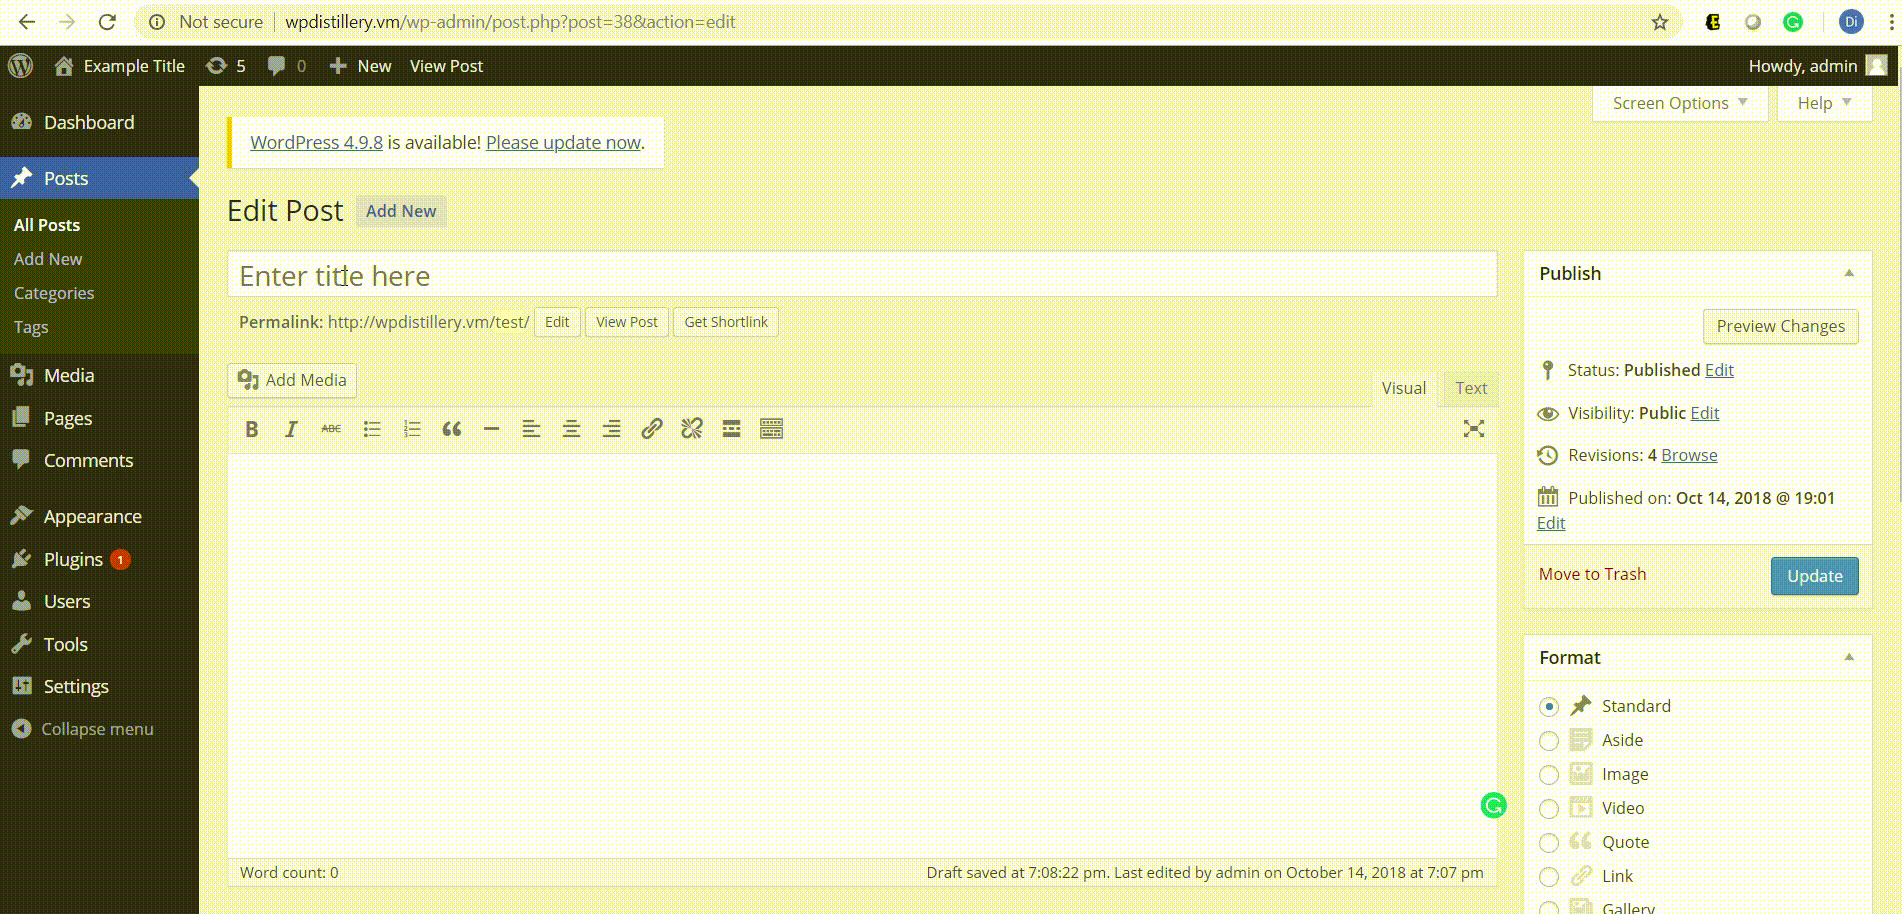 Not secure wpdistillery.vm/wp-admin/post.php?post=38&action=edit Di
Example Title 5 0 New View Post Howdy, admin
Screen Options Help
Dashboard
Posts
All Posts
Add New
Categories
Tags
Media
Pages
Comments
Appearance
Plugins 1
Users
Tools
Settings
Collapse menu
WordPress 4.9.8 is available! Please update now.
Edit Post Add New
Enter title here
Permalink: http://wpdistillery.vm/test/ Edit View Post Get Shortlink
Add Media
Visual Text
B I ABC
Word count: 0
Draft saved at 7:08:22 pm. Last edited by admin on October 14, 2018 at 7:07 pm
Publish
Preview Changes
Status: Published Edit
Visibility: Public Edit
Revisions: 4 Browse
Published on: Oct 14, 2018 @ 19:01
Edit
Move to Trash Update
Format
Standard
Aside
Image
Video
Quote
Link
Gallery